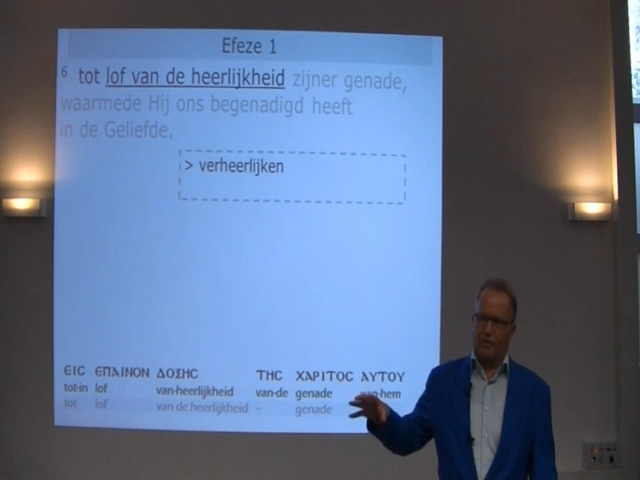 Efeze 1
6 tot lof van de heerlijkheid zijner genade,
waarmede Hij ons begenadigd heeft
in de Geliefde.
> verheerlijken
ЄΙC ЄΠΑΙΝΟΝ ΔΟΞΗC ΤΗC ΧΑΡΙΤΟC ΑΥΤΟΥ
tot-in lof van-heerlijkheid van-de genade van-hem
tot lof van de heerlijkheid – genade